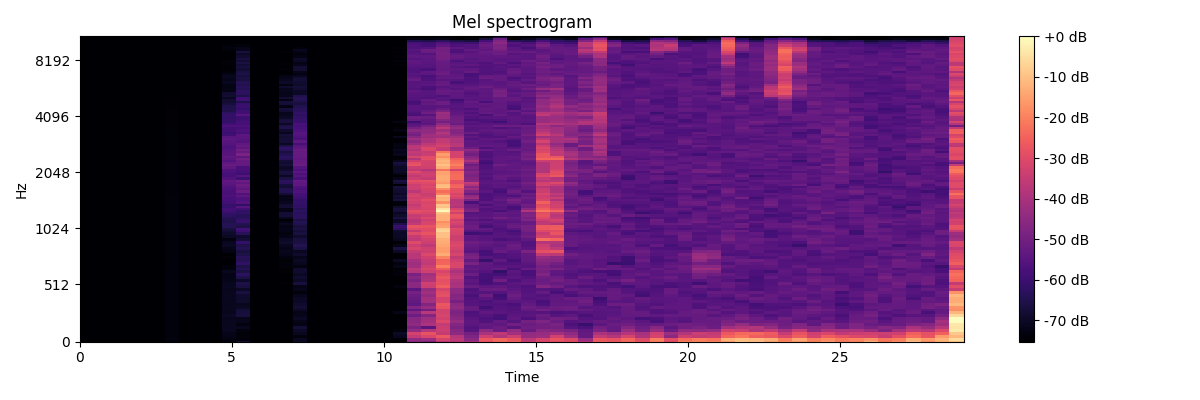 Mel spectrogram
8192
4096
2048
1024
512
0
Hz
0 5 10 15 20 25
Time
+0 dB
-10 dB
-20 dB
-30 dB
-40 dB
-50 dB
-60 dB
-70 dB